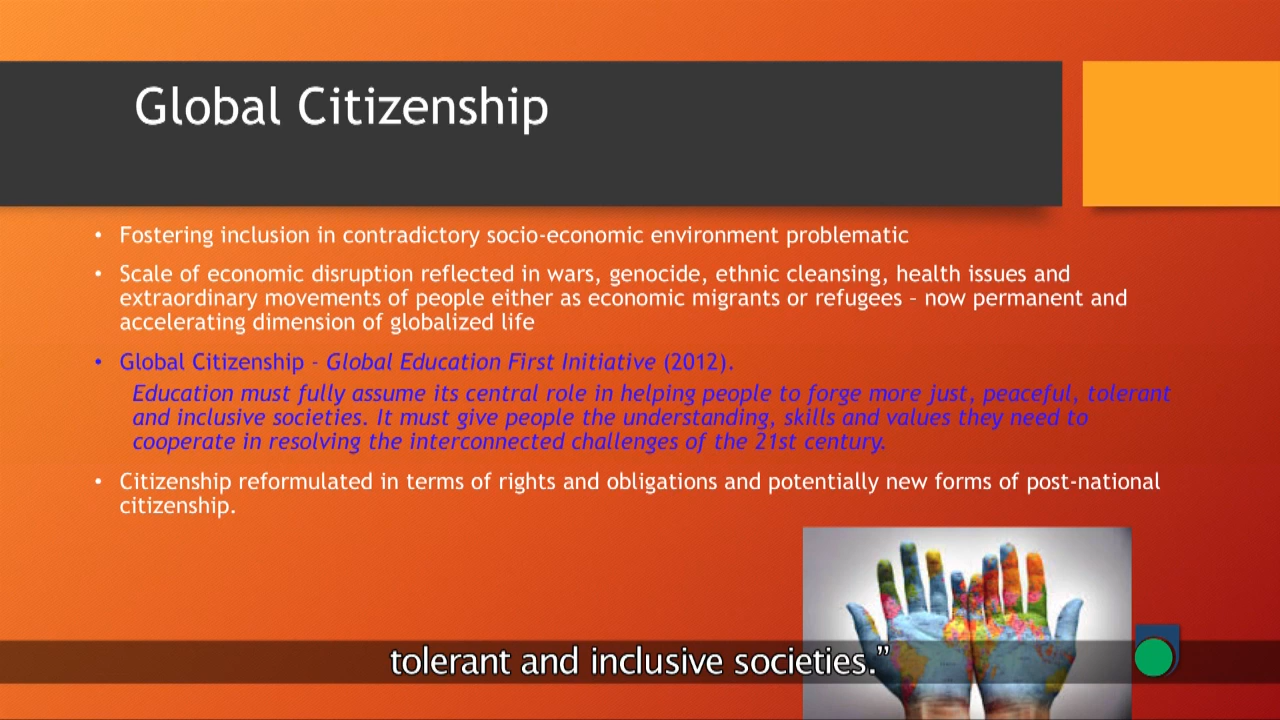 Global Citizenship
• Fostering inclusion in contradictory socio-economic environment problematic
• Scale of economic disruption reflected in wars, genocide, ethnic cleansing, health issues and
extraordinary movements of people either as economic migrants or refugees – now permanent and
accelerating dimension of globalized life
• Global Citizenship - Global Education First Initiative (2012).
Education must fully assume its central role in helping people to forge more just, peaceful, tolerant
and inclusive societies. It must give people the understanding, skills and values they need to
cooperate in resolving the interconnected challenges of the 21st century.
• Citizenship reformulated in terms of rights and obligations and potentially new forms of post-national
citizenship.
tolerant and inclusive societies.”